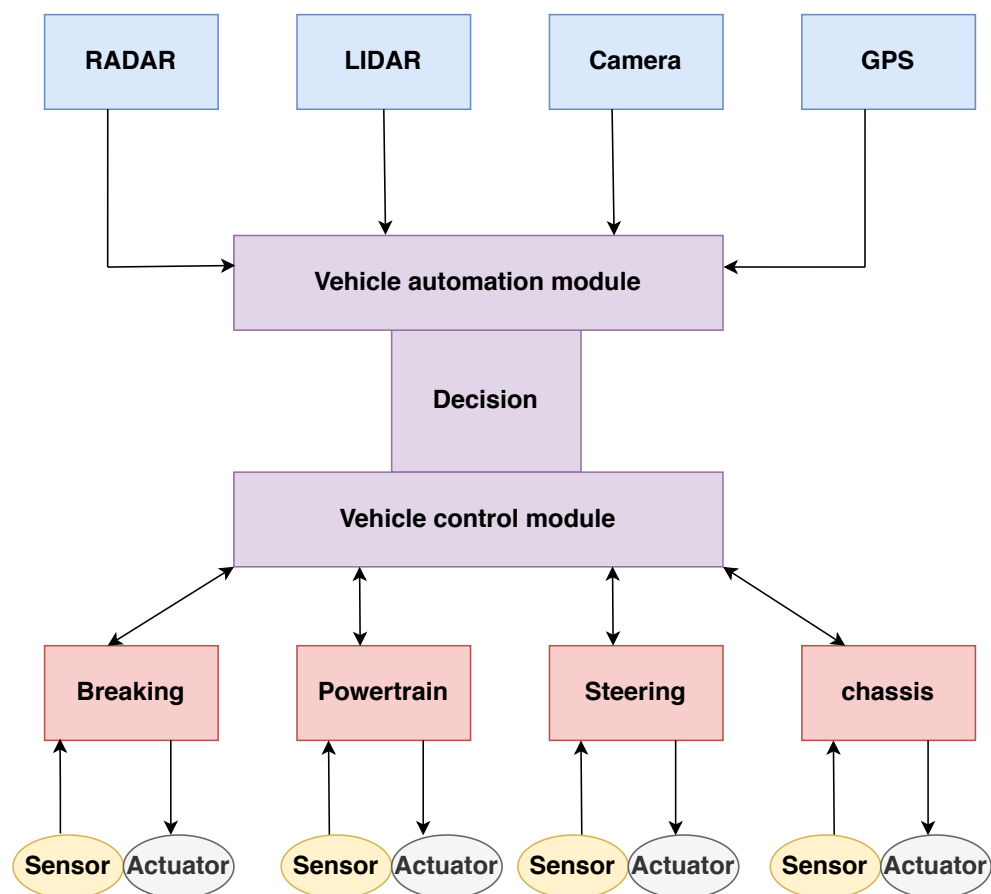 RADAR
LIDAR
Camera
GPS
Vehicle automation module
Decision
Vehicle control module
Breaking
Powertrain
Steering
chassis
Sensor
Actuator
Sensor
Actuator
Sensor
Actuator
Sensor
Actuator